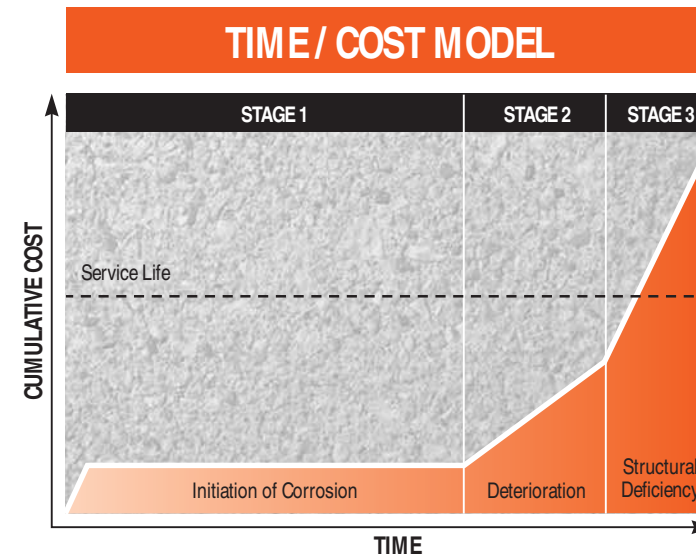 TIME / COST MODEL
STAGE 1
STAGE 2
STAGE 3
CUMULATIVE COST
Service Life
Initiation of Corrosion
Deterioration
Structural
Deficiency
TIME